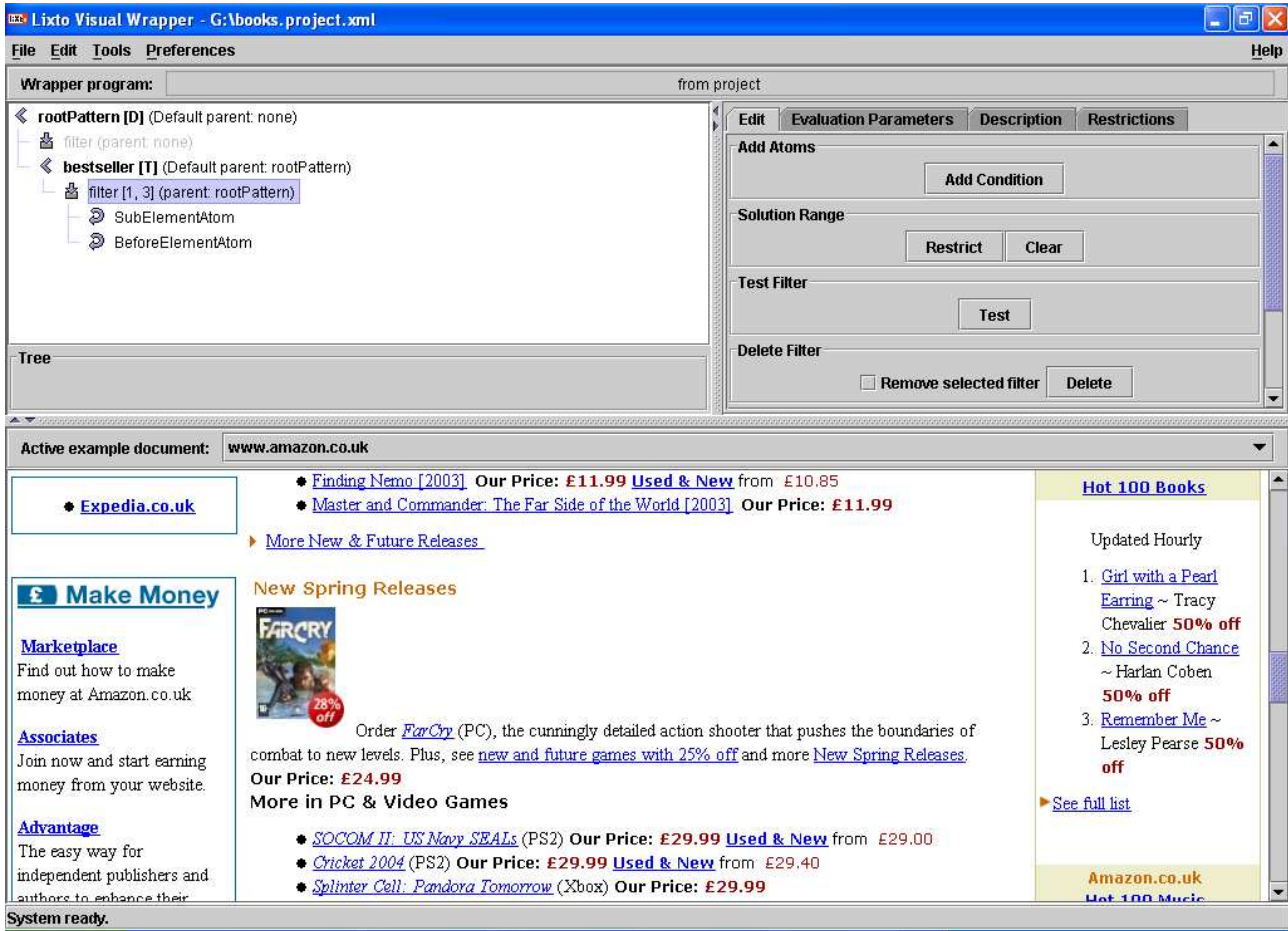 Lixto Visual Wrapper - G:\books.project.xml
File Edit Tools Preferences Help
Wrapper program: from project
rootPattern [D] (Default parent: none)
filter (parent: none)
bestseller [T] (Default parent: rootPattern)
filter [1, 3] (parent: rootPattern)
SubElementAtom
BeforeElementAtom
Tree
Edit Evaluation Parameters Description Restrictions
Add Atoms
Add Condition
Solution Range
Restrict Clear
Test Filter
Test
Delete Filter
Remove selected filter Delete
Active example document: www.amazon.co.uk
Expedia.co.uk
£ Make Money
Marketplace
Find out how to make
money at Amazon.co.uk
Associates
Join now and start earning
money from your website.
Advantage
The easy way for
independent publishers and
authors to enhance their
Finding Nemo [2003] Our Price: £11.99 Used & New from £10.85
Master and Commander: The Far Side of the World [2003] Our Price: £11.99
More New & Future Releases
New Spring Releases
FARCRY
28%
off
Order FarCry (PC), the cunningly detailed action shooter that pushes the boundaries of
combat to new levels. Plus, see new and future games with 25% off and more New Spring Releases.
Our Price: £24.99
More in PC & Video Games
SOCOM II: US Navy SEALs (PS2) Our Price: £29.99 Used & New from £29.00
Cricket 2004 (PS2) Our Price: £29.99 Used & New from £29.40
Splinter Cell: Pandora Tomorrow (Xbox) Our Price: £29.99
Hot 100 Books
Updated Hourly
1. Girl with a Pearl
Earring ~ Tracy
Chevalier 50% off
2. No Second Chance
~ Harlan Coben
50% off
3. Remember Me ~
Lesley Pearse 50%
off
See full list
Amazon.co.uk
Hot 100 Music
System ready.